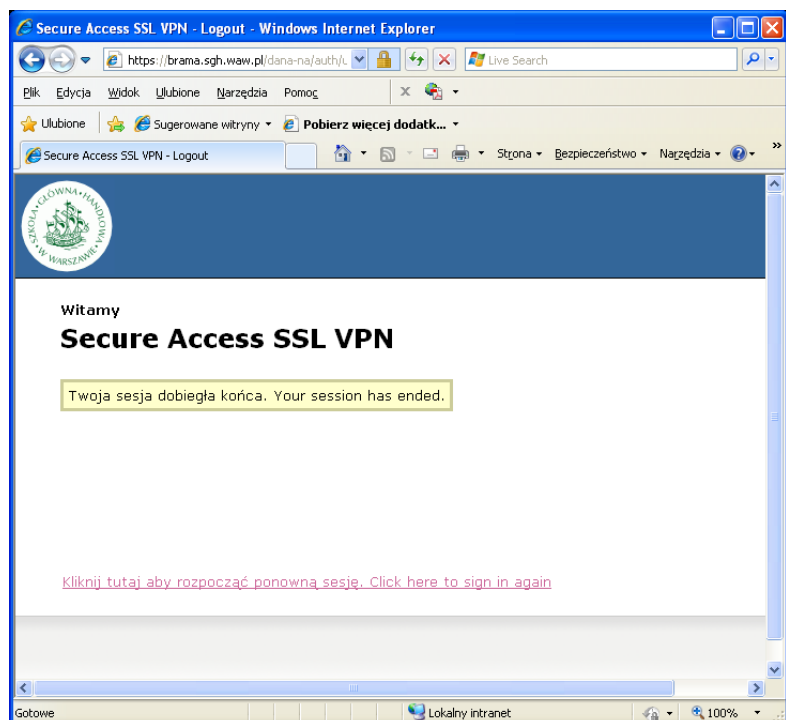 Secure Access SSL VPN - Logout - Windows Internet Explorer
https://brama.sgh.waw.pl/dana-na/auth/u Live Search
Plik Edycja Widok Ulubione Narzędzia Pomoc x
Ulubione Sugerowane witryny Pobierz więcej dodatk...
Secure Access SSL VPN - Logout Strona Bezpieczeństwo Narzędzia »
SZKOŁA GŁÓWNA HANDLOWA W WARSZAWIE
Witamy
Secure Access SSL VPN
Twoja sesja dobiegła końca. Your session has ended.
Kliknij tutaj aby rozpocząć ponowną sesję. Click here to sign in again
Gotowe Lokalny intranet 100%